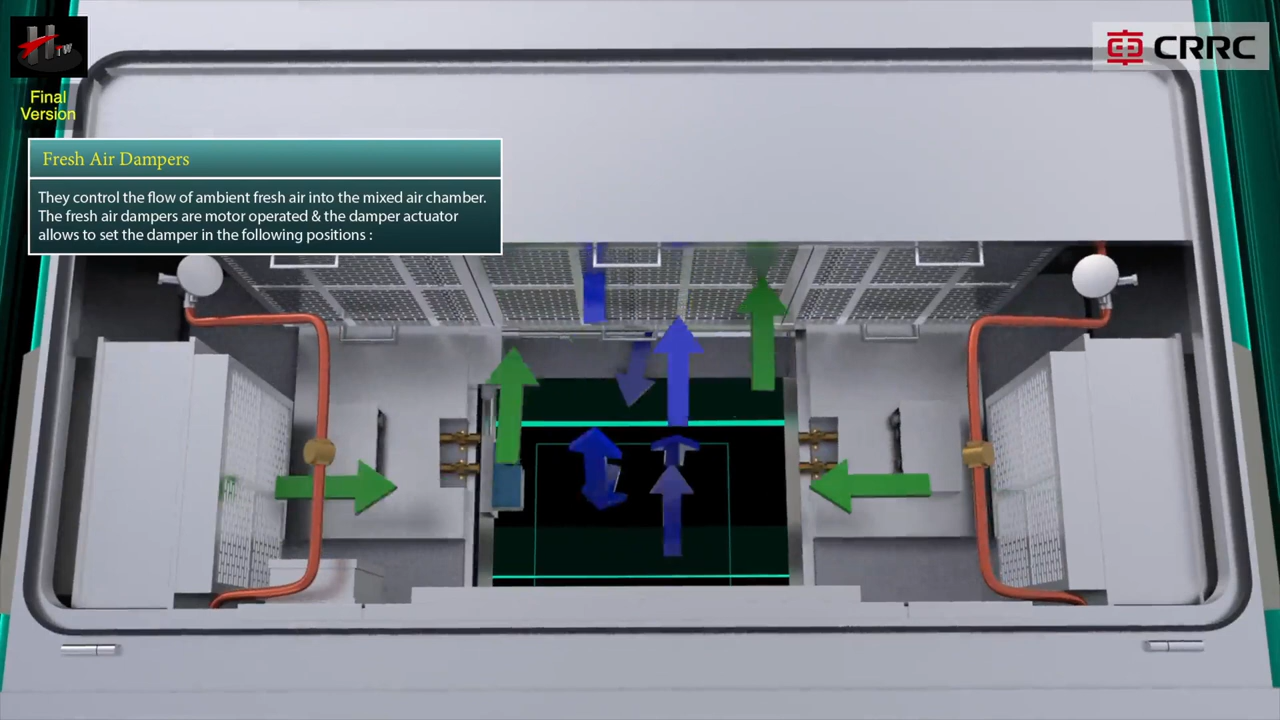 HTW
Final
Version
CRRC
Fresh Air Dampers
They control the flow of ambient fresh air into the mixed air chamber.
The fresh air dampers are motor operated & the damper actuator
allows to set the damper in the following positions :